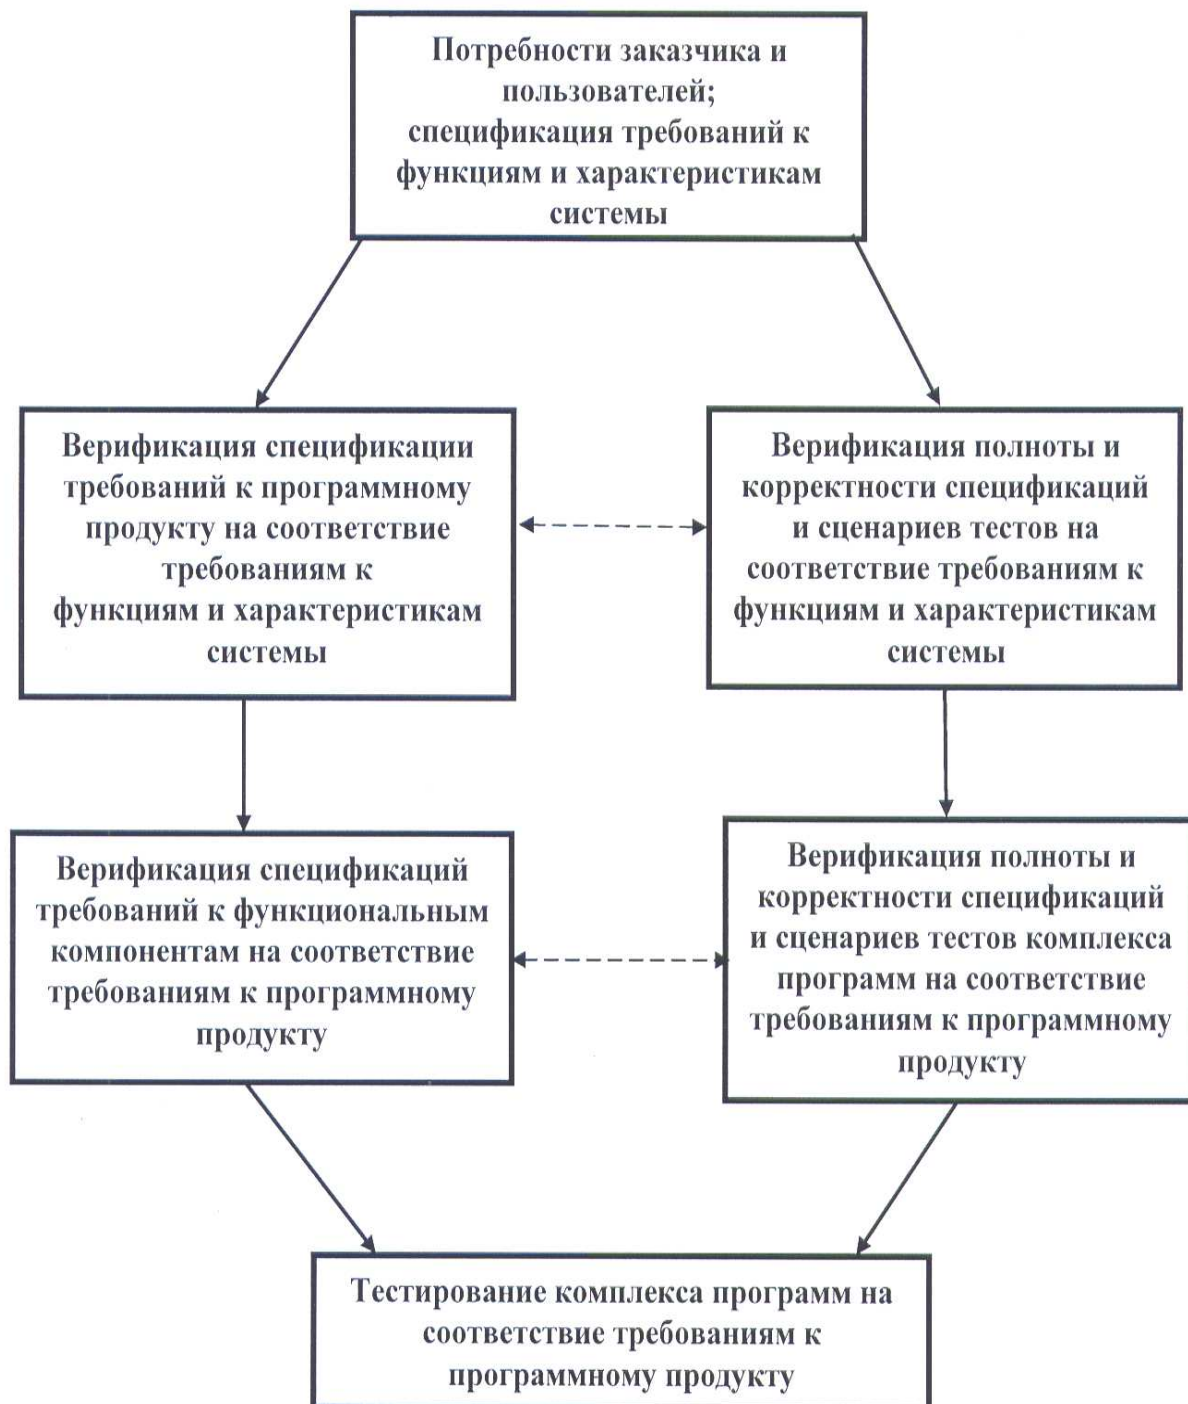 Потребности заказчика и
пользователей;
спецификация требований к
функциям и характеристикам
системы
Верификация спецификации
требований к программному
продукту на соответствие
требованиям к
функциям и характеристикам
системы
Верификация полноты и
корректности спецификаций
и сценариев тестов на
соответствие требованиям к
функциям и характеристикам
системы
Верификация спецификаций
требований к функциональным
компонентам на соответствие
требованиям к программному
продукту
Верификация полноты и
корректности спецификаций
и сценариев тестов комплекса
программ на соответствие
требованиям к программному
продукту
Тестирование комплекса программ на
соответствие требованиям к
программному продукту